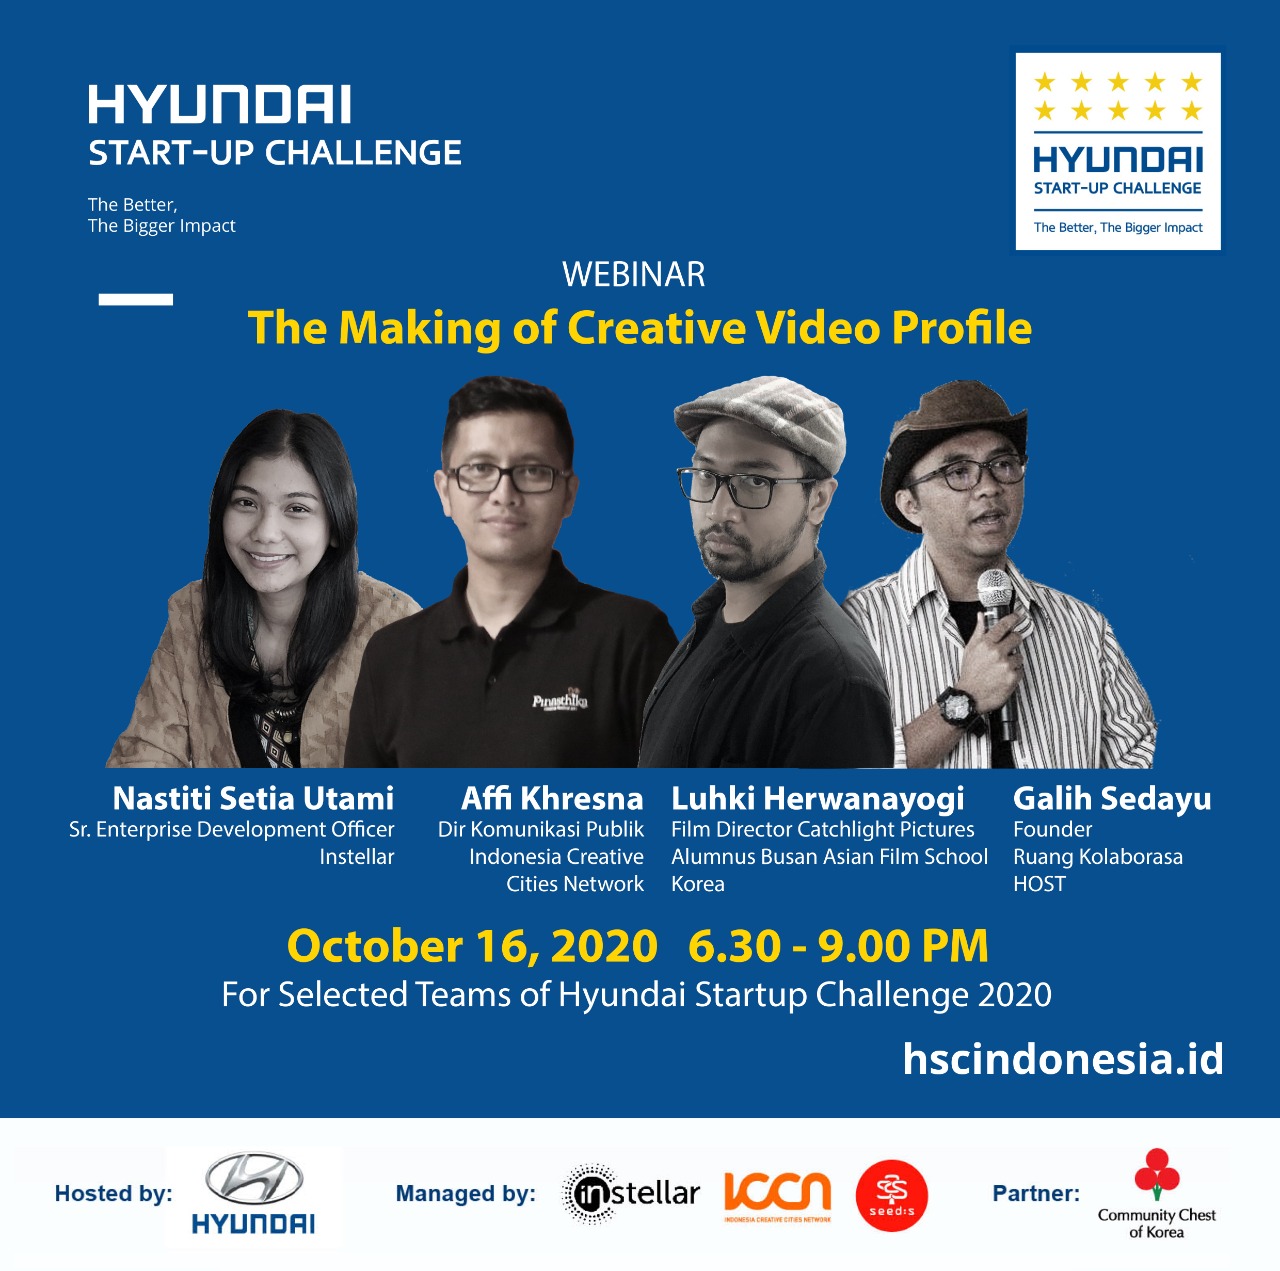 HYUNDAI
START-UP CHALLENGE
The Better,
The Bigger Impact
HYUNDAI
START-UP CHALLENGE
The Better, The Bigger Impact
WEBINAR
The Making of Creative Video Profile
Pinasthika
Nastiti Setia Utami
Sr. Enterprise Development Officer
Instellar
Affi Khresna
Dir Komunikasi Publik
Indonesia Creative
Cities Network
Luhki Herwanayogi
Film Director Catchlight Pictures
Alumnus Busan Asian Film School
Korea
Galih Sedayu
Founder
Ruang Kolaborasa
HOST
October 16, 2020 6.30 - 9.00 PM
For Selected Teams of Hyundai Startup Challenge 2020
hscindonesia.id
Hosted by:
HYUNDAI
Managed by:
instellar
ICCN
INDONESIA CREATIVE CITIES NETWORK
seed:s
Partner:
Community Chest
of Korea